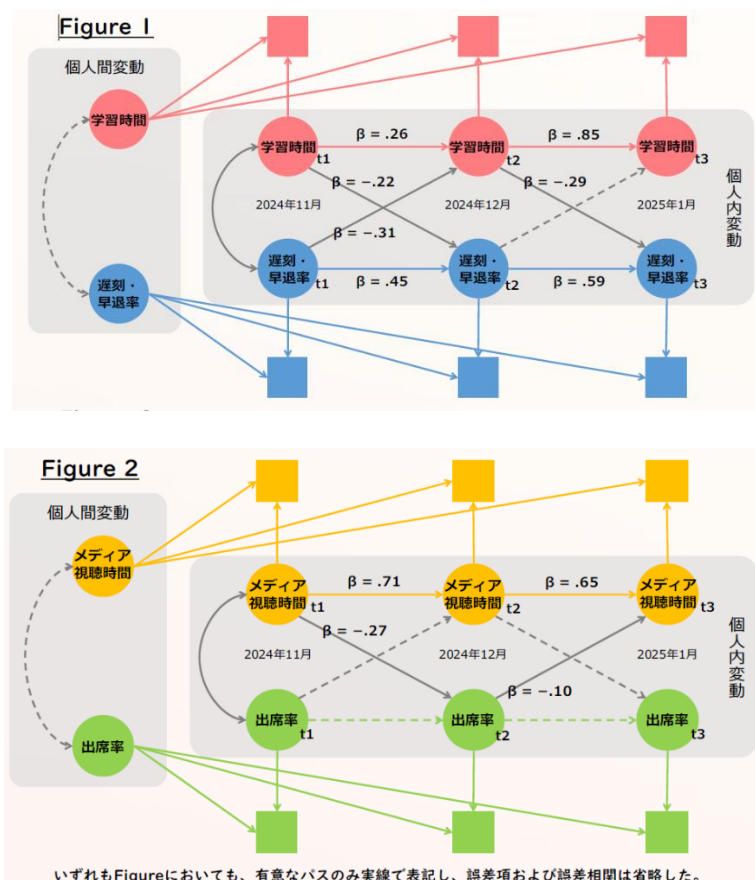 Figure 1
個人間変動
学習時間
遅刻・
早退率
学習時間
t1
β = .26
学習時間
t2
β = .85
学習時間
t3
β = −.22
β = −.29
2024年11月
2024年12月
2025年1月
個人内変動
β = −.31
遅刻・
早退率
t1
β = .45
遅刻・
早退率
t2
β = .59
遅刻・
早退率
t3
Figure 2
個人間変動
メディア
視聴時間
出席率
メディア
視聴時間
t1
β = .71
メディア
視聴時間
t2
β = .65
メディア
視聴時間
t3
β = −.27
2024年11月
2024年12月
2025年1月
個人内変動
β = −.10
出席率
t1
出席率
t2
出席率
t3
いずれもFigureにおいても、有意なパスのみ実線で表記し、誤差項および誤差相関は省略した。